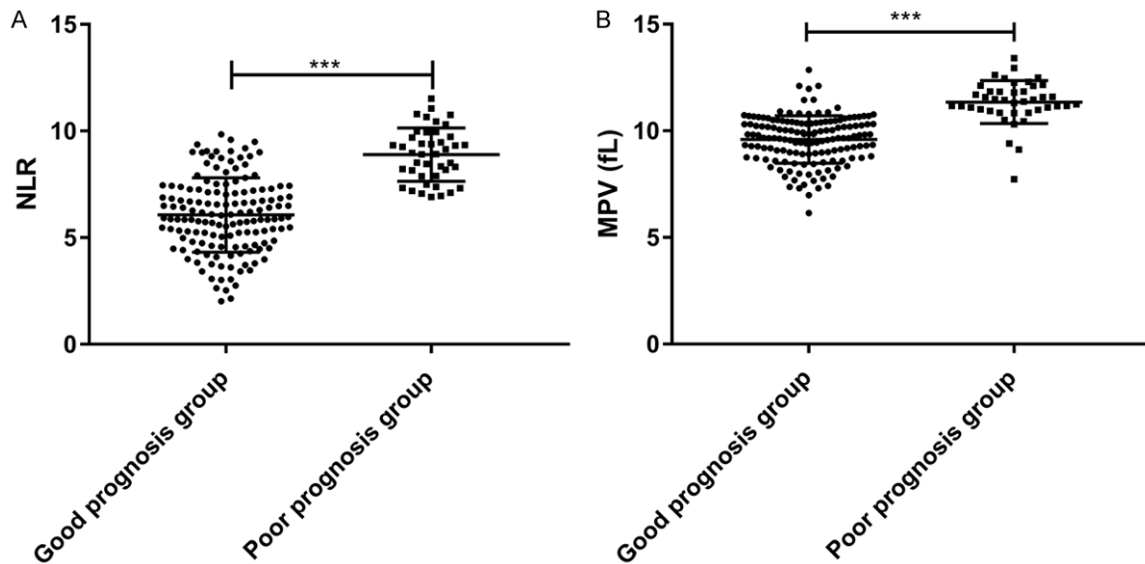 A
15
10
5
0
NLR
***
Good prognosis group
Poor prognosis group
B
15
10
5
0
MPV (fL)
***
Good prognosis group
Poor prognosis group